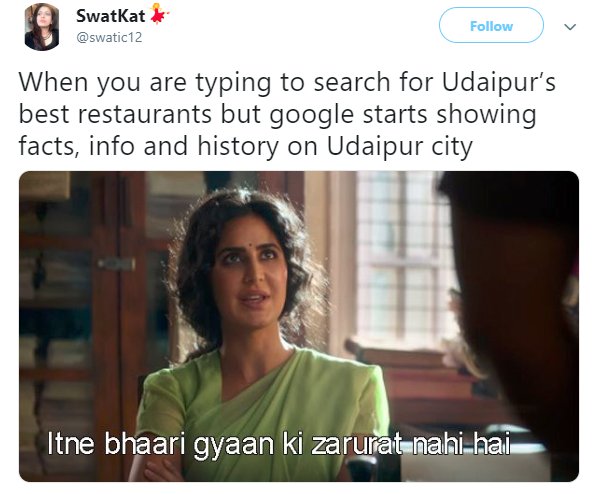 SwatKat
@swatic12
Follow
When you are typing to search for Udaipur's
best restaurants but google starts showing
facts, info and history on Udaipur city
Itne bhaari gyaan ki zarurat nahi hai